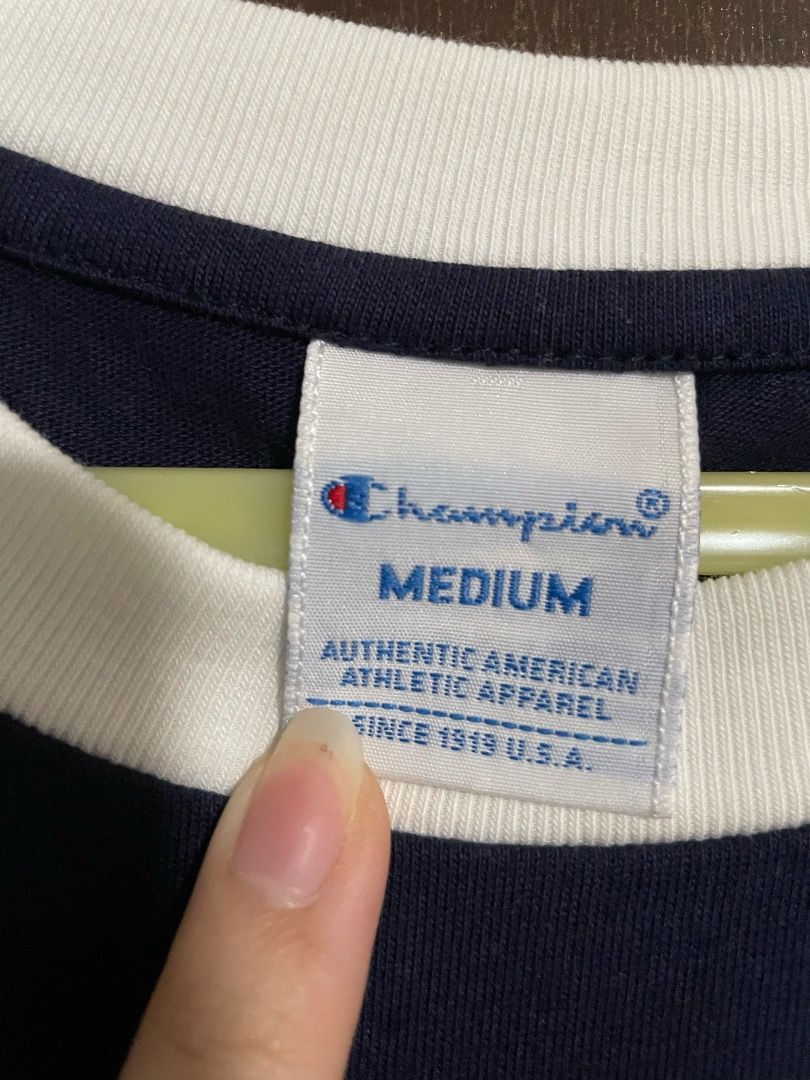 Champion®
MEDIUM
AUTHENTIC AMERICAN
ATHLETIC APPAREL
SINCE 1919 U.S.A.